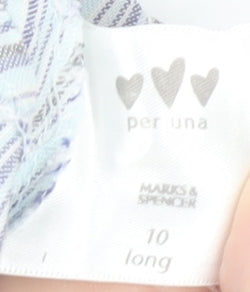 per una
MARKS &
SPENCER
10
long